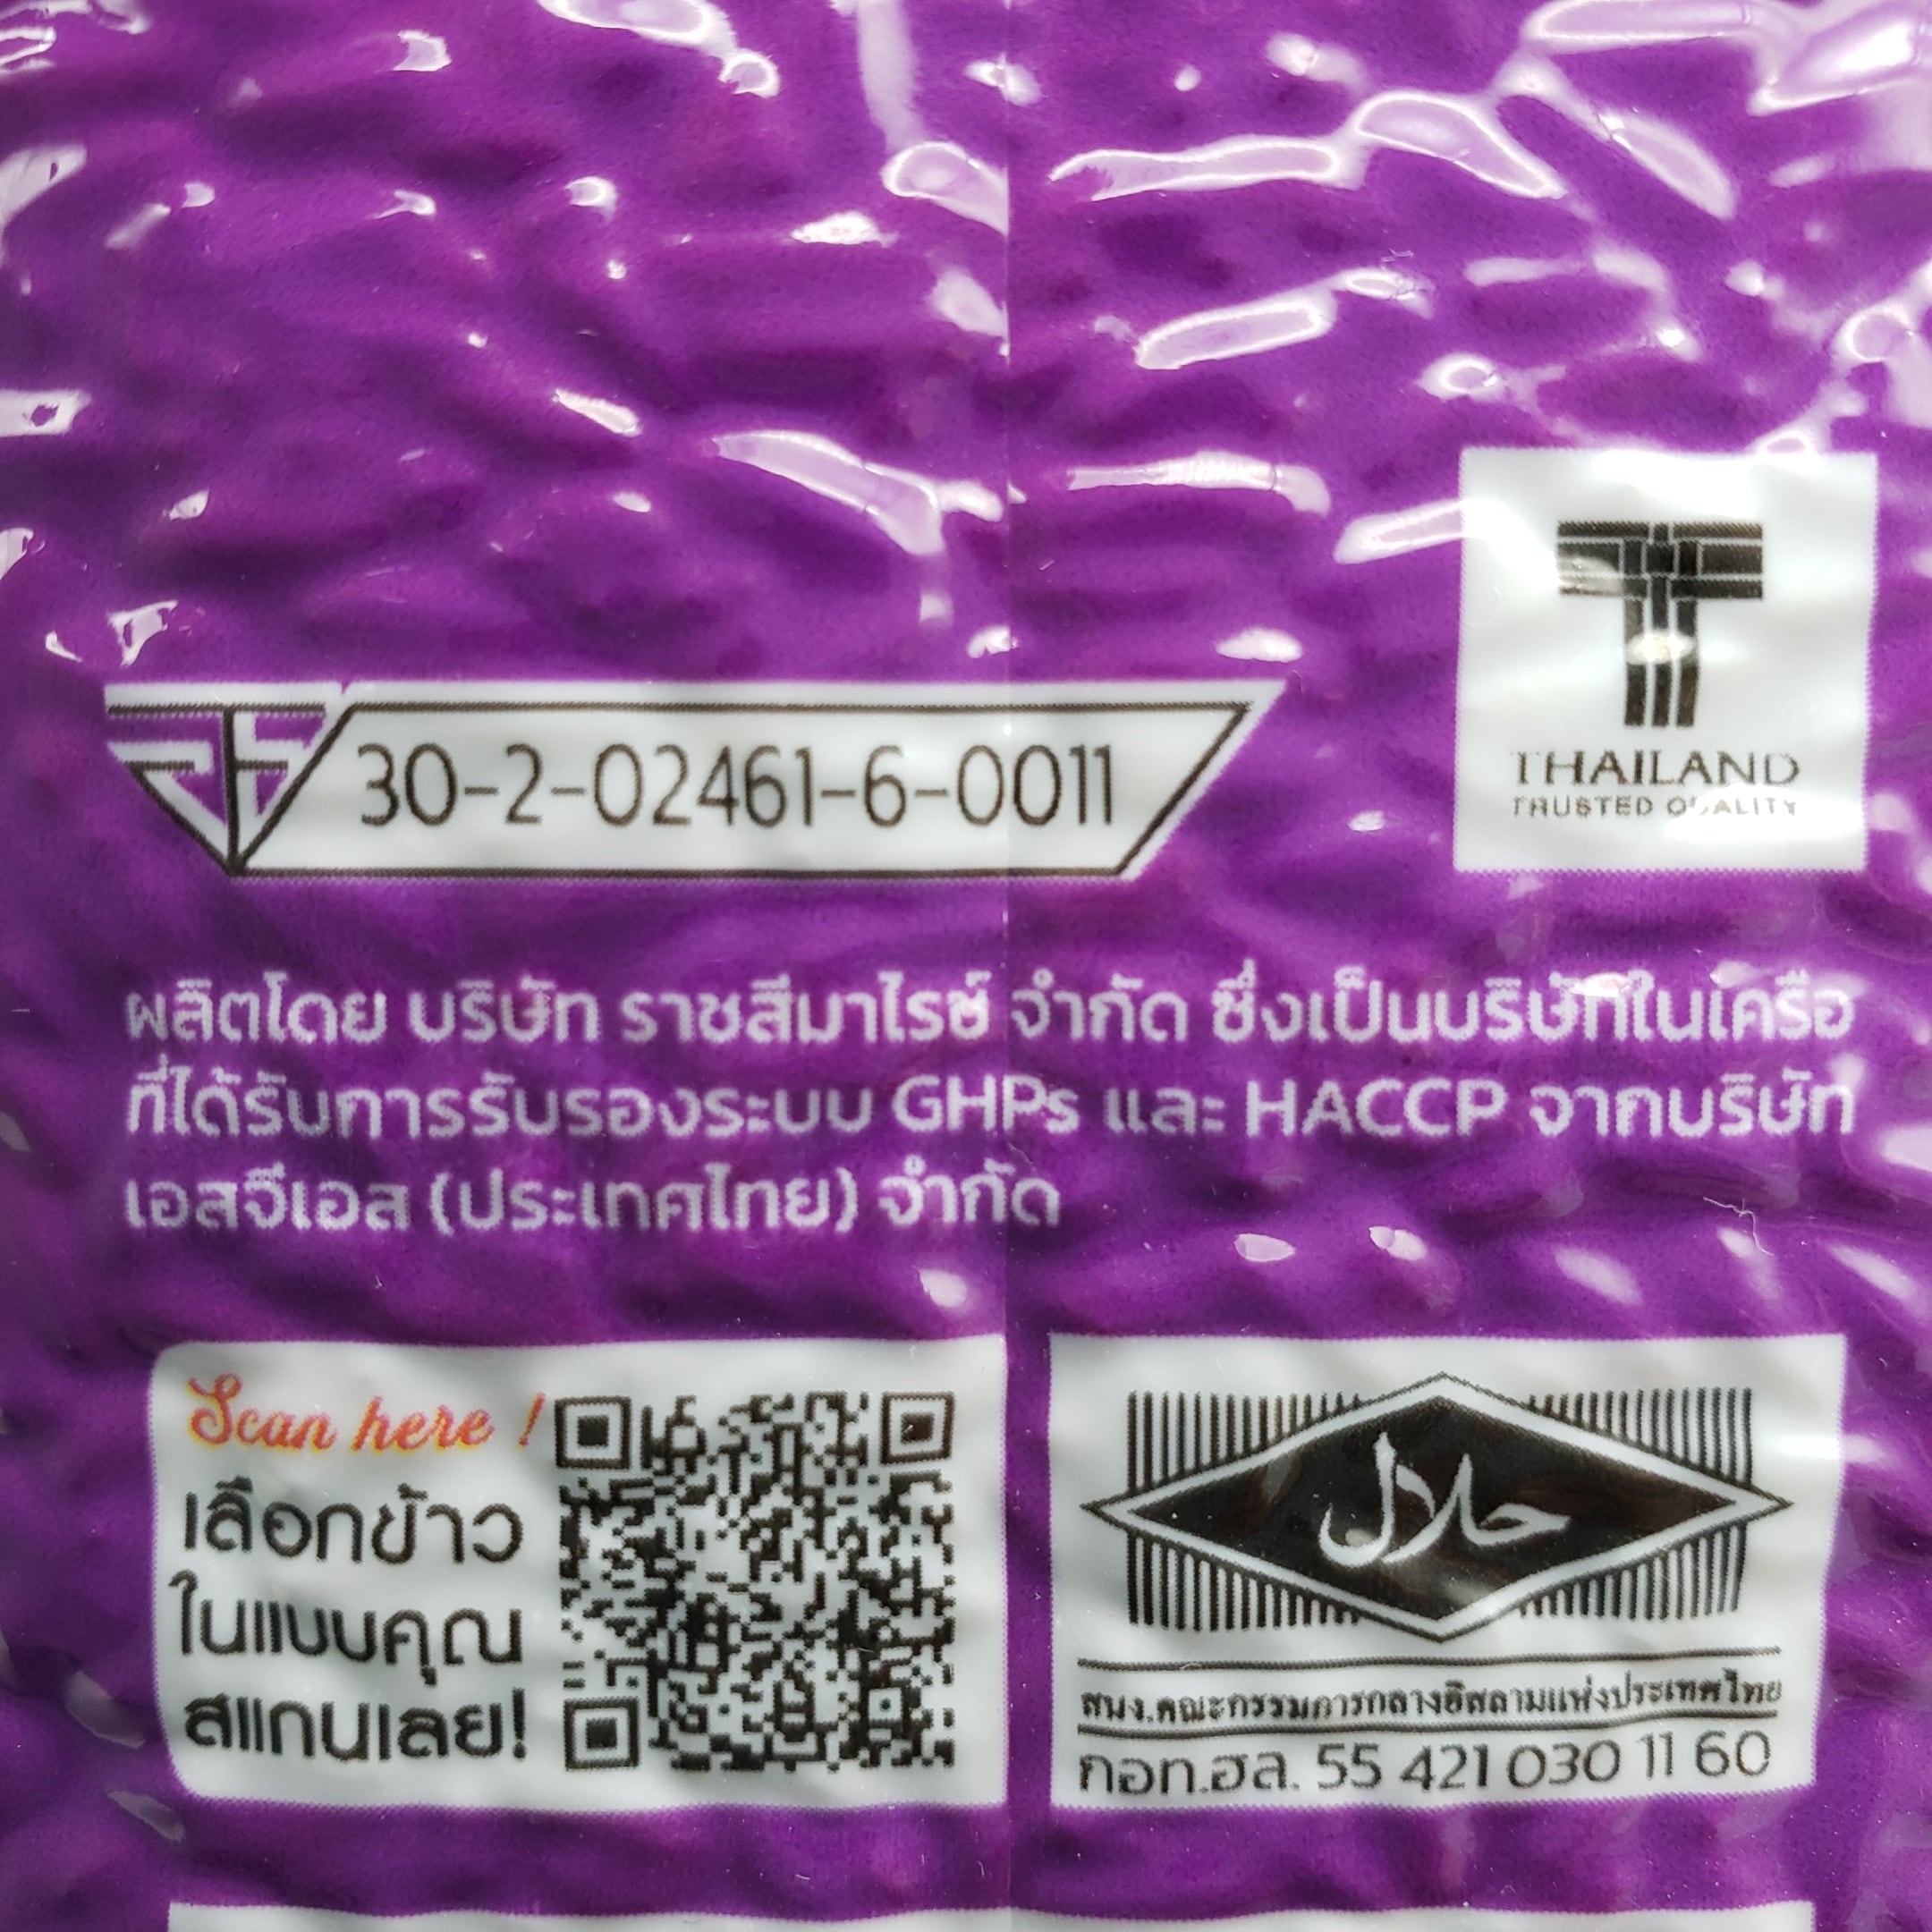 อย
30-2-02461-6-0011
THAILAND
TRUSTED QUALITY
ผลิตโดย บริษัท ราชสีมาไรซ์ จำกัด ซึ่งเป็นบริษัทในเครือ
ที่ได้รับการรับรองระบบ GHPs และ HACCP จากบริษัท
เอสจีเอส (ประเทศไทย) จำกัด
Scan here !
เลือกข้าว
ในแบบคุณ
สแกนเลย!
حلال
สนง.คณะกรรมการกลางอิสลามแห่งประเทศไทย
กอท.ฮล. 55 421 030 11 60